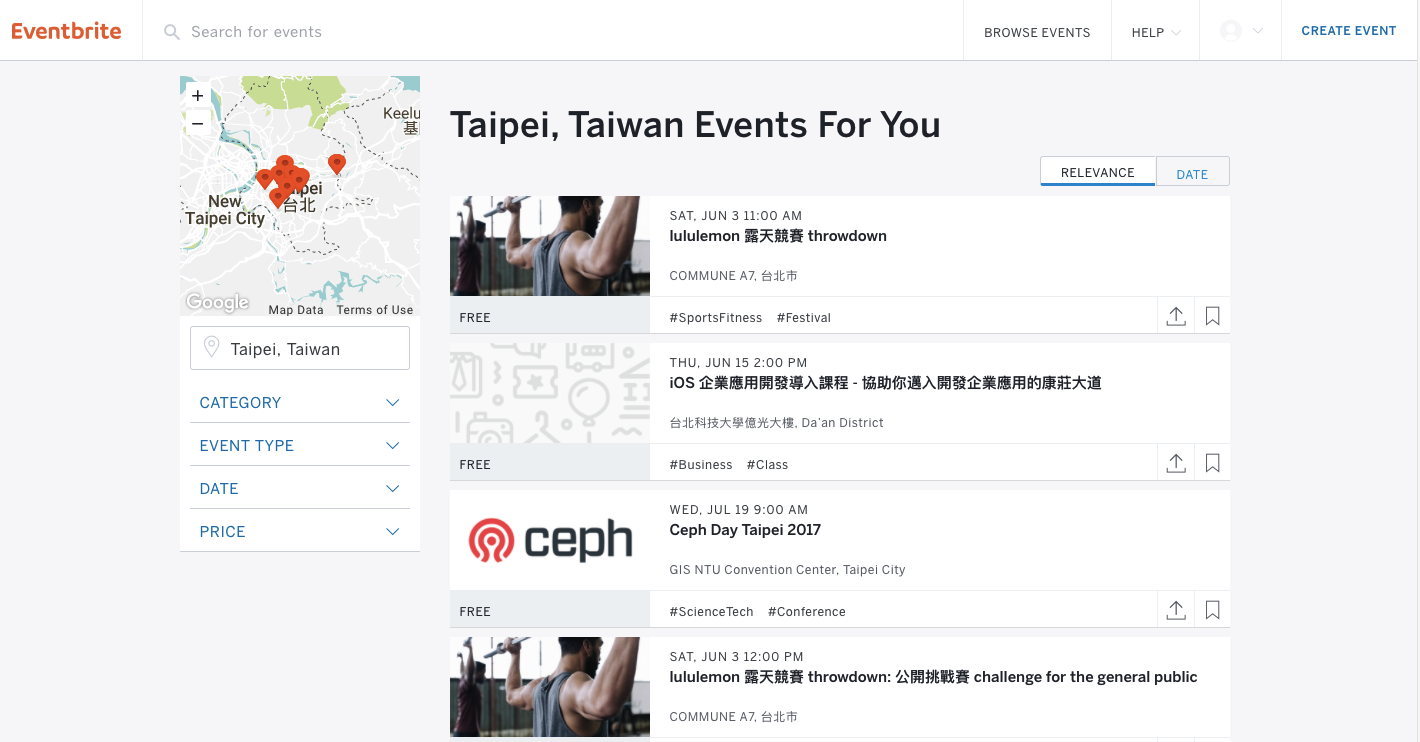 Eventbrite
Search for events
BROWSE EVENTS
HELP
CREATE EVENT
+
−
Keelu
基
New
Taipei City
台北
Google
Map Data
Terms of Use
Taipei, Taiwan
CATEGORY
EVENT TYPE
DATE
PRICE
Taipei, Taiwan Events For You
RELEVANCE
DATE
SAT, JUN 3 11:00 AM
lululemon 露天競賽 throwdown
COMMUNE A7, 台北市
FREE
#SportsFitness #Festival
THU, JUN 15 2:00 PM
iOS 企業應用開發導入課程 - 協助你邁入開發企業應用的康莊大道
台北科技大學億光大樓, Da'an District
FREE
#Business #Class
ceph
WED, JUL 19 9:00 AM
Ceph Day Taipei 2017
GIS NTU Convention Center, Taipei City
FREE
#ScienceTech #Conference
SAT, JUN 3 12:00 PM
lululemon 露天競賽 throwdown: 公開挑戰賽 challenge for the general public
COMMUNE A7, 台北市